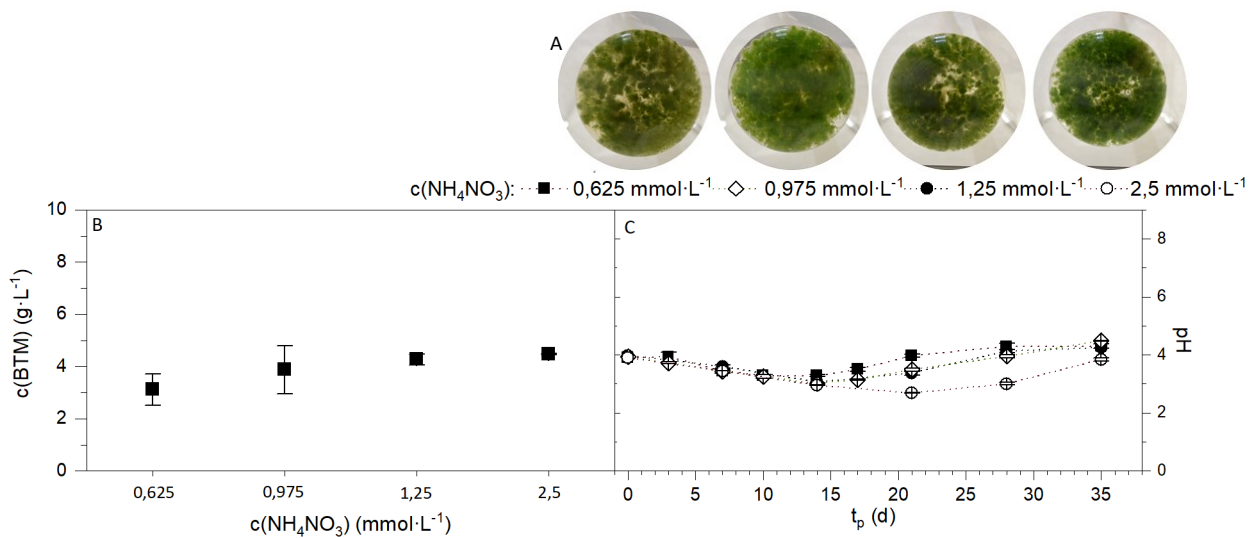 A
c(NH₄NO₃): 0,625 mmol·L⁻¹ 0,975 mmol·L⁻¹ 1,25 mmol·L⁻¹ 2,5 mmol·L⁻¹
B
c(BTM) (g·L⁻¹)
10
8
6
4
2
0
0,625 0,975 1,25 2,5
c(NH₄NO₃) (mmol·L⁻¹)
C
8
6
4
2
0
pH
0 5 10 15 20 25 30 35
tₚ (d)